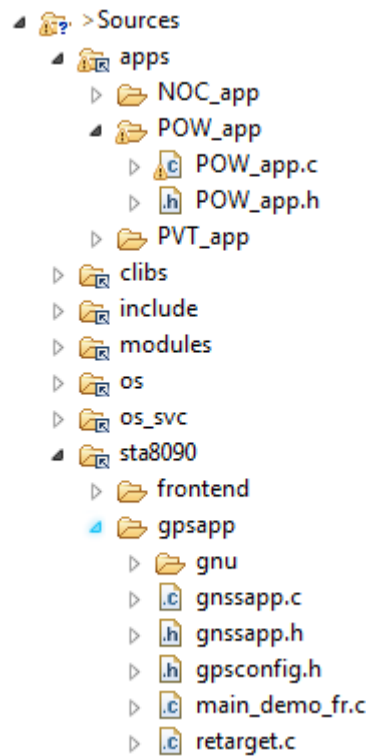 >Sources
apps
NOC_app
POW_app
POW_app.c
POW_app.h
PVT_app
clibs
include
modules
os
os_svc
sta8090
frontend
gpsapp
gnu
gnssapp.c
gnssapp.h
gpsconfig.h
main_demo_fr.c
retarget.c